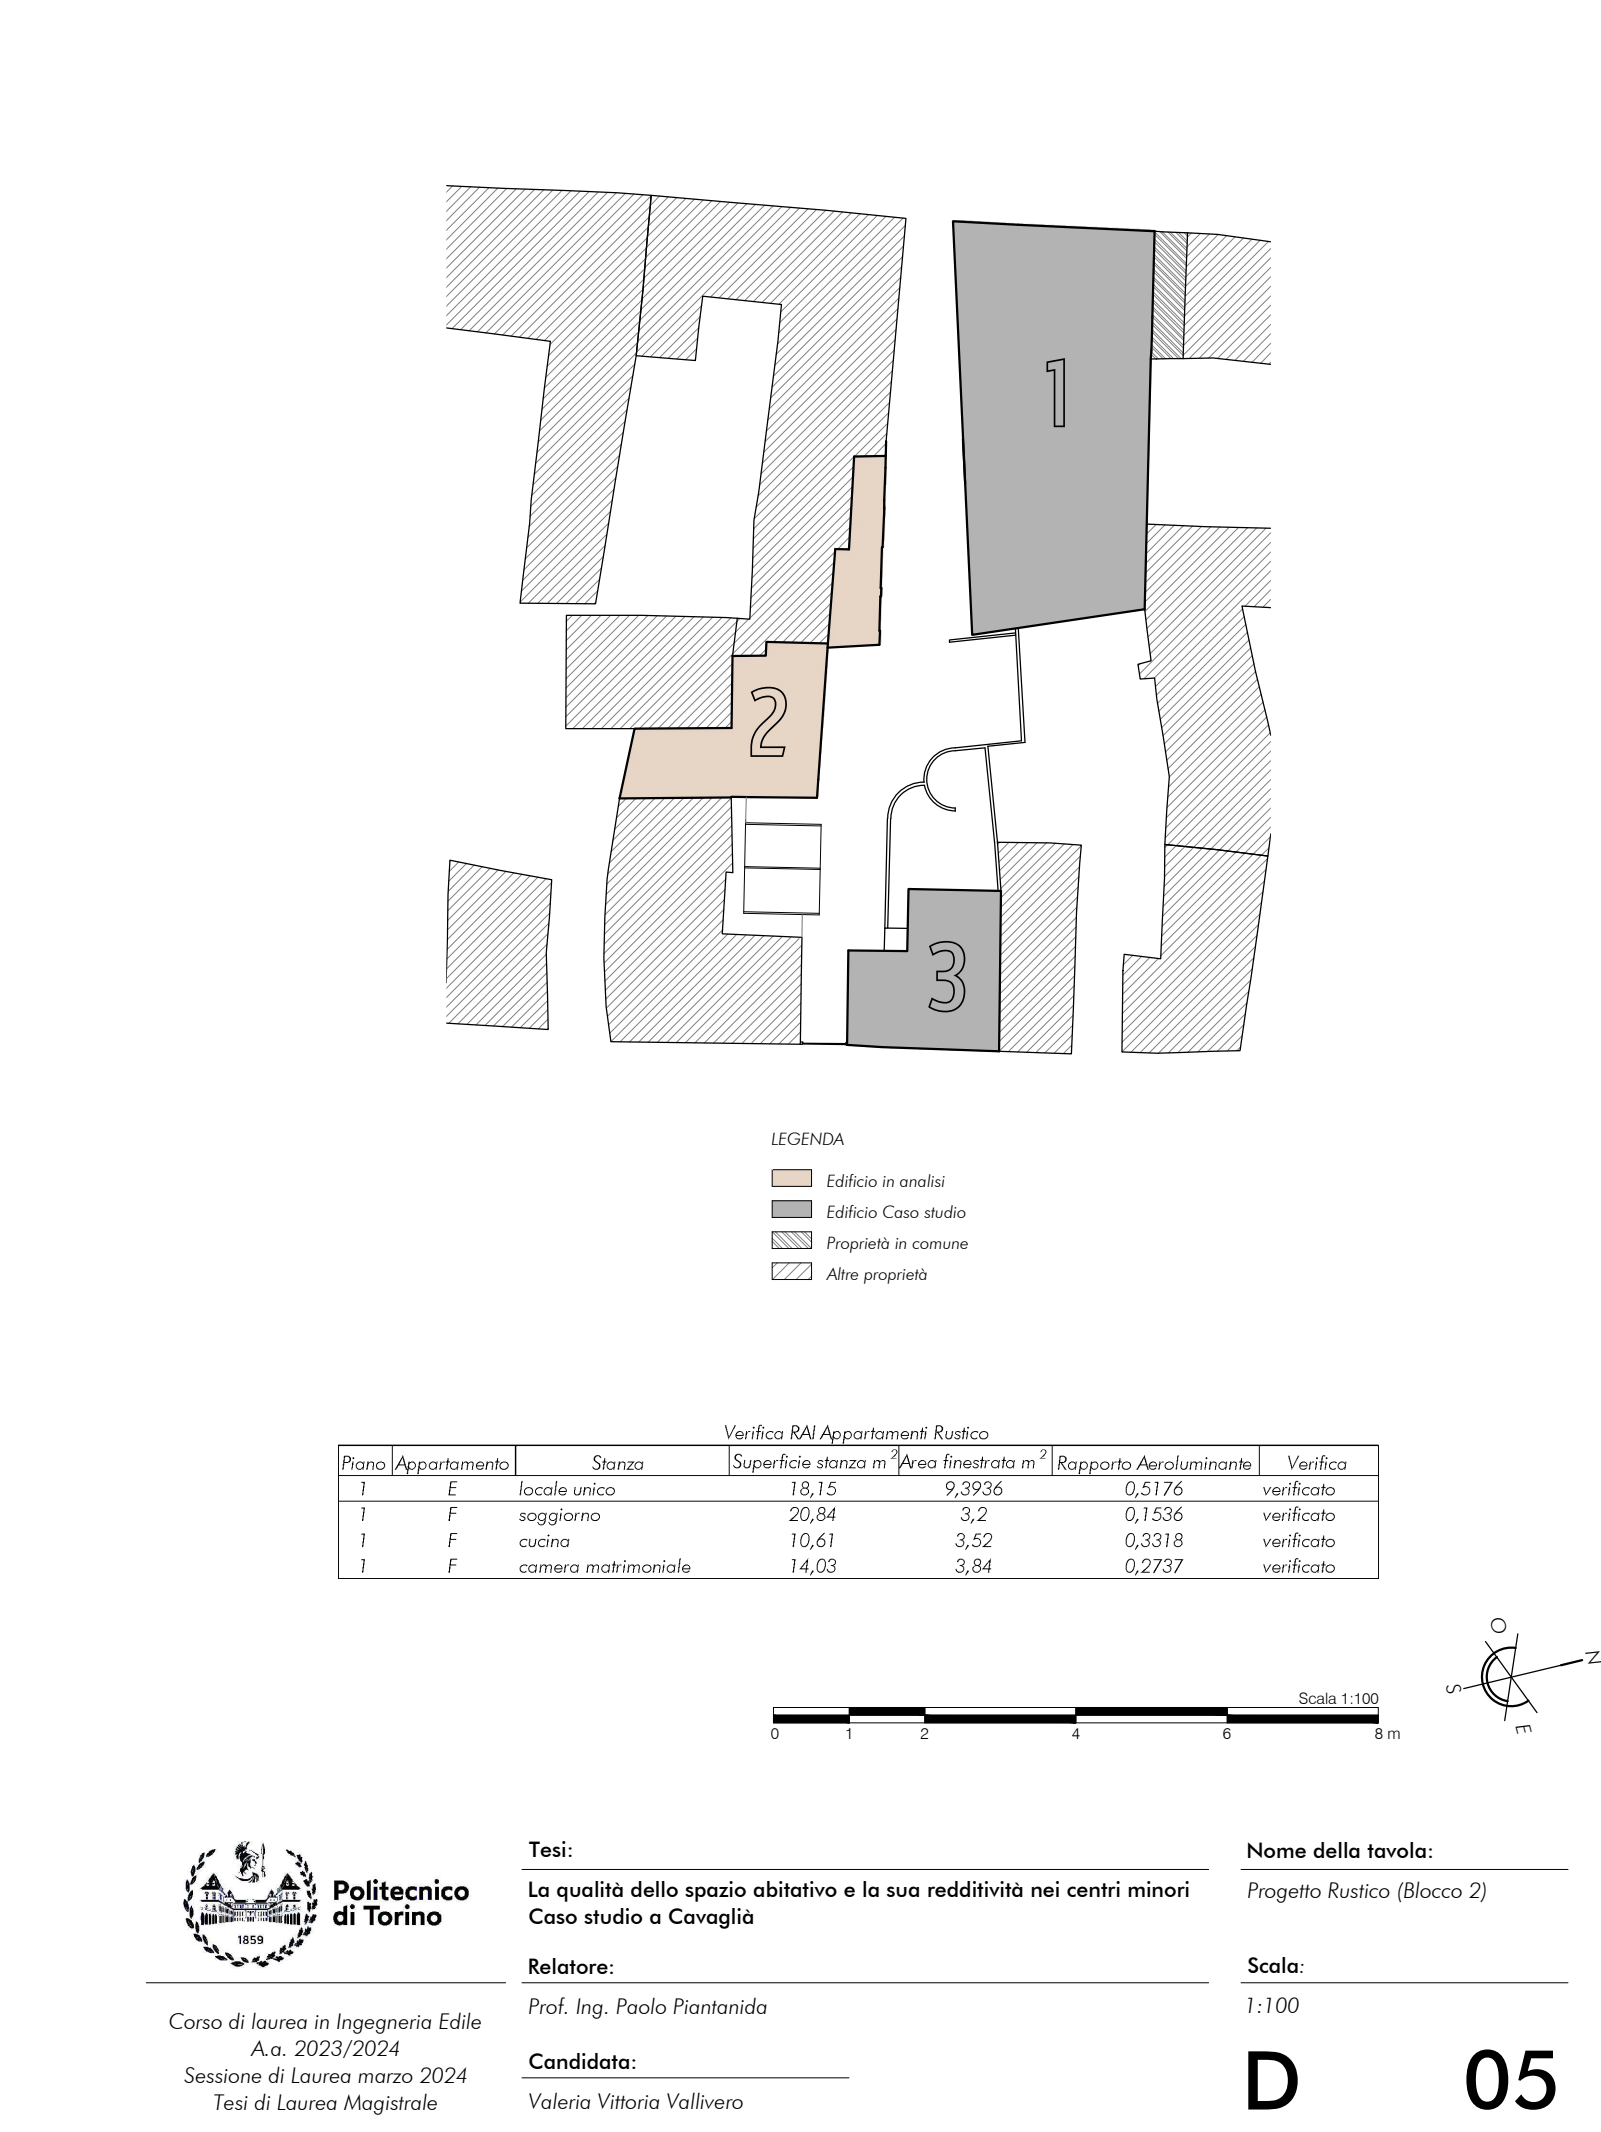 1
2
3
LEGENDA
Edificio in analisi
Edificio Caso studio
Proprietà in comune
Altre proprietà
Verifica RAI Appartamenti Rustico
Piano Appartamento Stanza Superficie stanza m² Area finestrata m² Rapporto Aeroluminante Verifica
1 E locale unico 18,15 9,3936 0,5176 verificato
1 F soggiorno 20,84 3,2 0,1536 verificato
1 F cucina 10,61 3,52 0,3318 verificato
1 F camera matrimoniale 14,03 3,84 0,2737 verificato
O
N
S
E
Scala 1:100
0 1 2 4 6 8 m
Politecnico
di Torino
1859
Corso di laurea in Ingegneria Edile
A.a. 2023/2024
Sessione di Laurea marzo 2024
Tesi di Laurea Magistrale
Tesi:
La qualità dello spazio abitativo e la sua redditività nei centri minori
Caso studio a Cavaglià
Relatore:
Prof. Ing. Paolo Piantanida
Candidata:
Valeria Vittoria Vallivero
Nome della tavola:
Progetto Rustico (Blocco 2)
Scala:
1:100
D 05